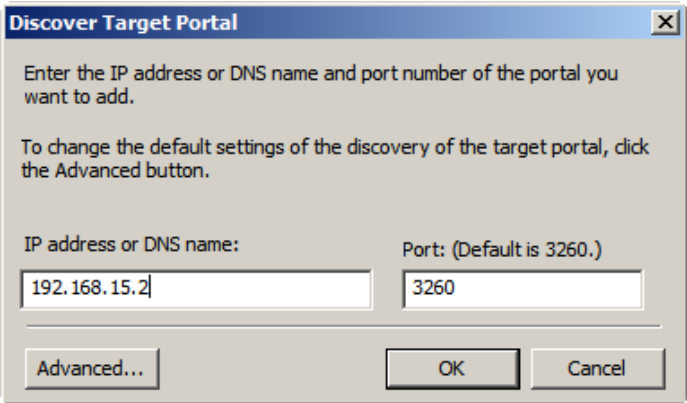 Discover Target Portal
Enter the IP address or DNS name and port number of the portal you
want to add.
To change the default settings of the discovery of the target portal, click
the Advanced button.
IP address or DNS name:
Port: (Default is 3260.)
192.168.15.2
3260
Advanced...
OK
Cancel